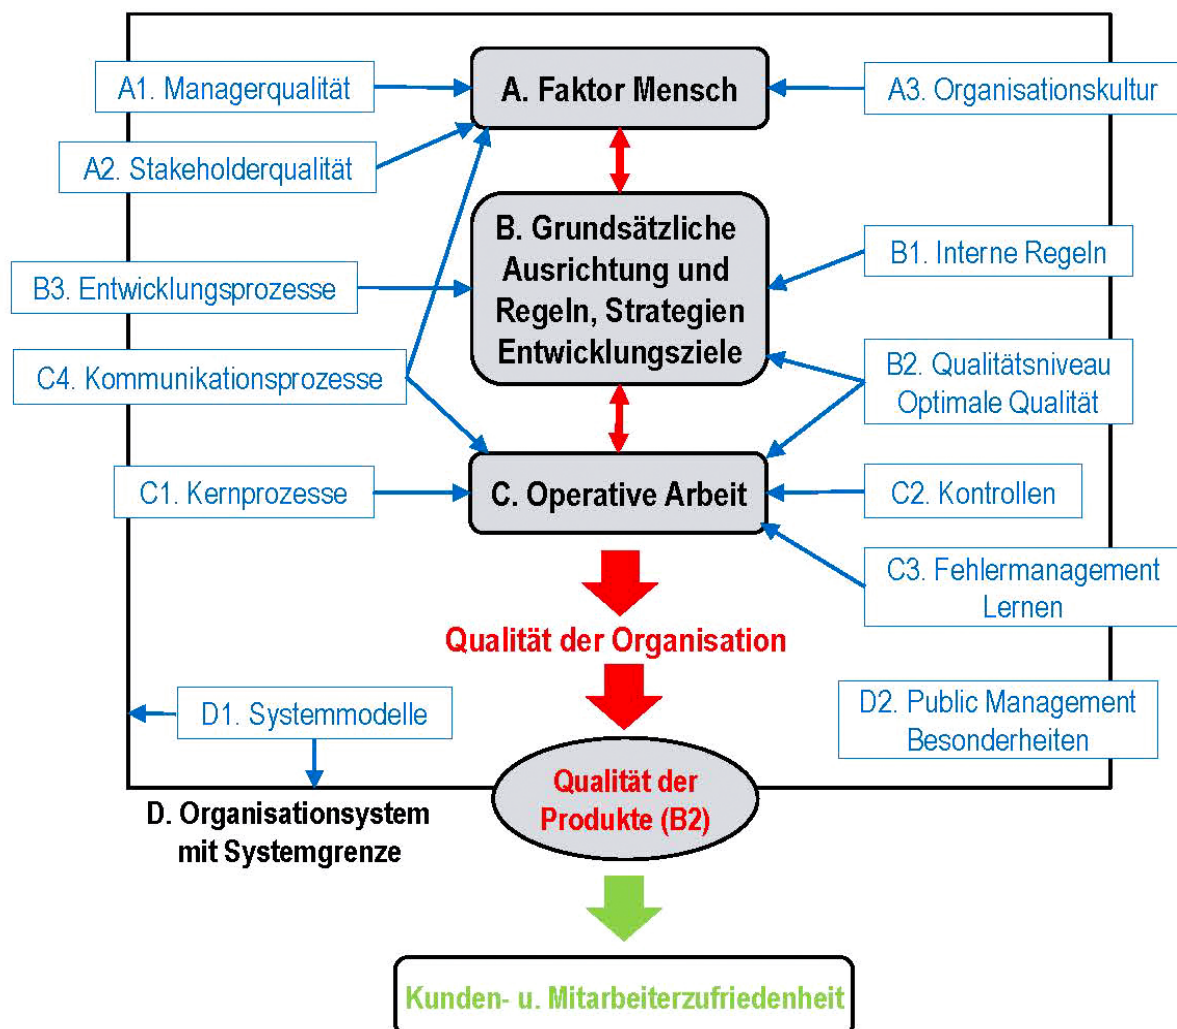 A. Faktor Mensch
A1. Managerqualität
A3. Organisationskultur
A2. Stakeholderqualität
B. Grundsätzliche
Ausrichtung und
Regeln, Strategien
Entwicklungsziele
B1. Interne Regeln
B3. Entwicklungsprozesse
C4. Kommunikationsprozesse
B2. Qualitätsniveau
Optimale Qualität
C1. Kernprozesse
C. Operative Arbeit
C2. Kontrollen
C3. Fehlermanagement
Lernen
Qualität der Organisation
D1. Systemmodelle
D2. Public Management
Besonderheiten
Qualität der
Produkte (B2)
D. Organisationsystem
mit Systemgrenze
Kunden- u. Mitarbeiterzufriedenheit